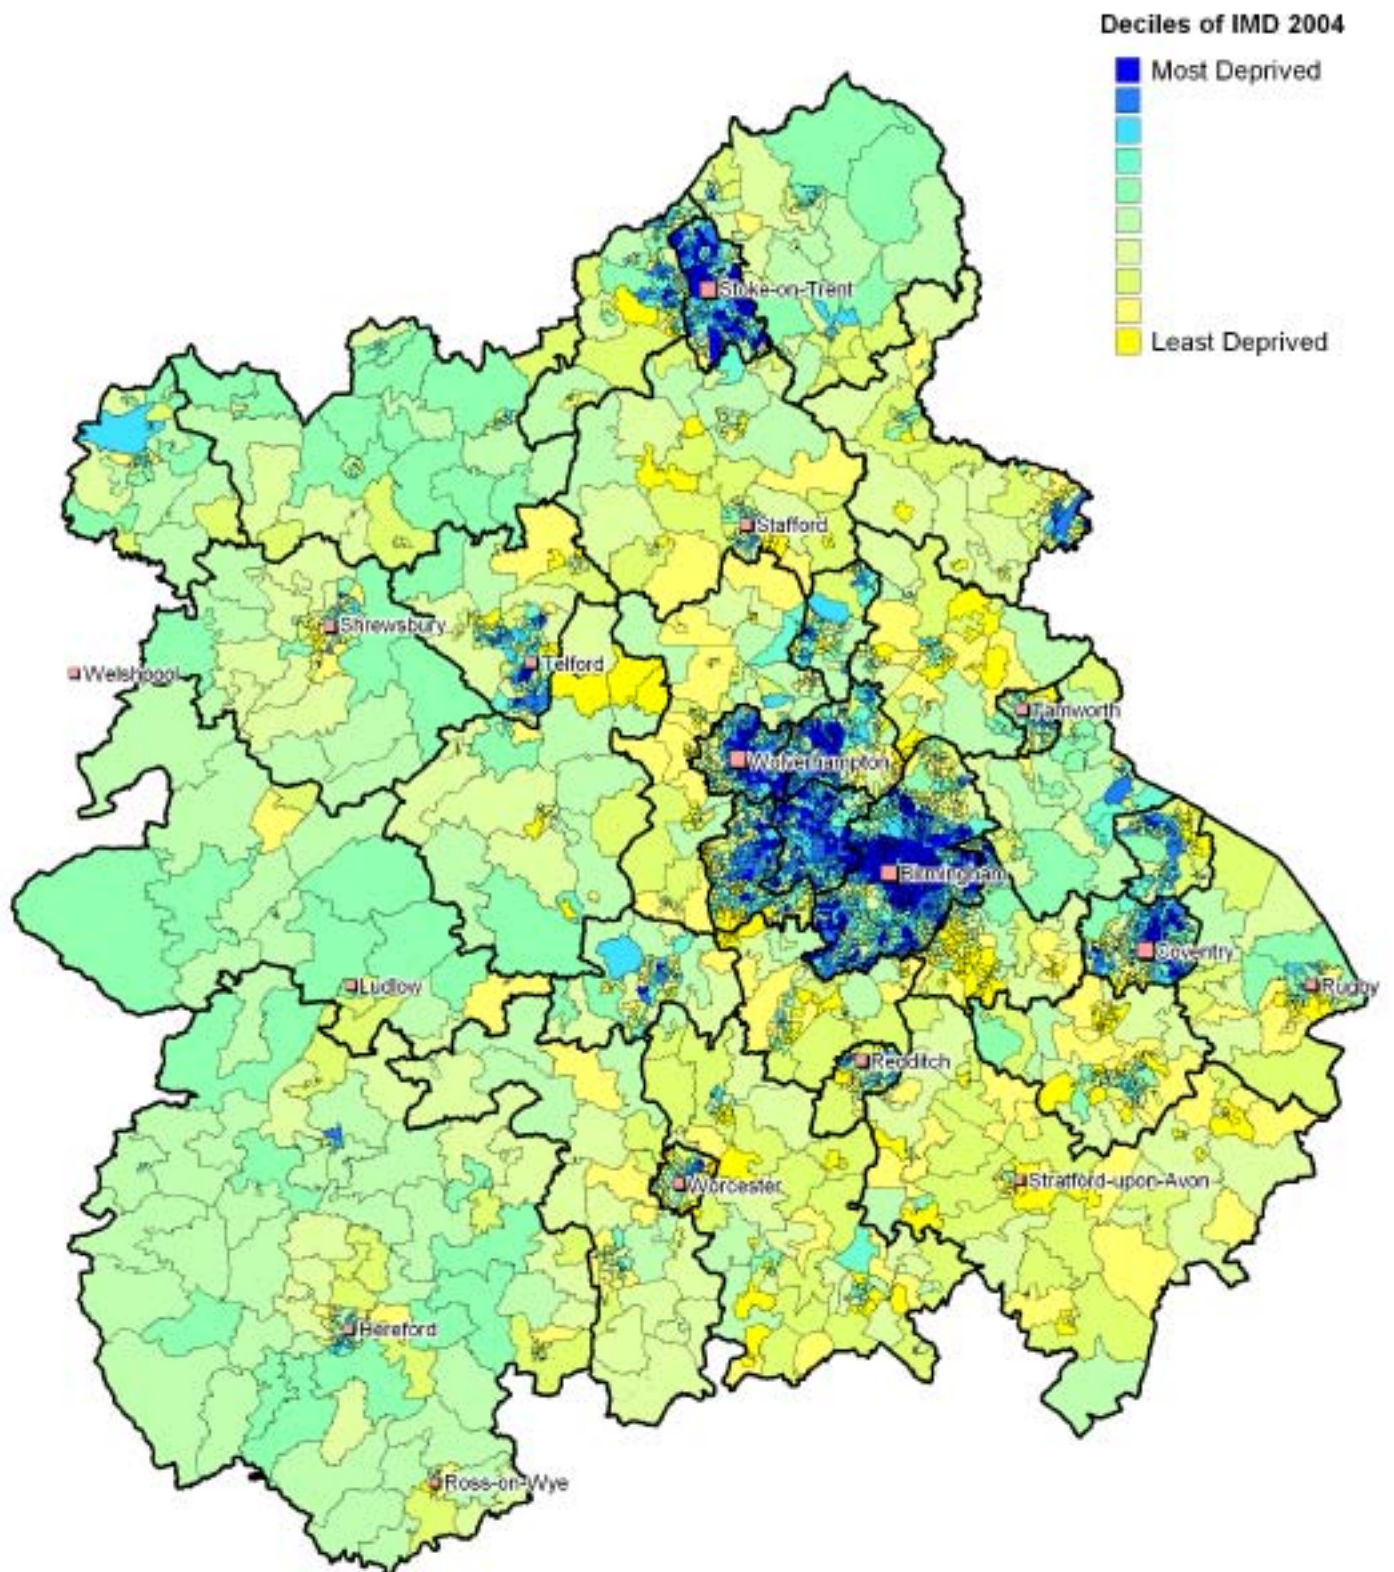 Deciles of IMD 2004
Most Deprived
Least Deprived
Stoke-on-Trent
Stafford
Shrewsbury
Telford
Welshpool
Tamworth
Wolverhampton
Birmingham
Coventry
Ludlow
Rugby
Redditch
Worcester
Stratford-upon-Avon
Hereford
Ross-on-Wye